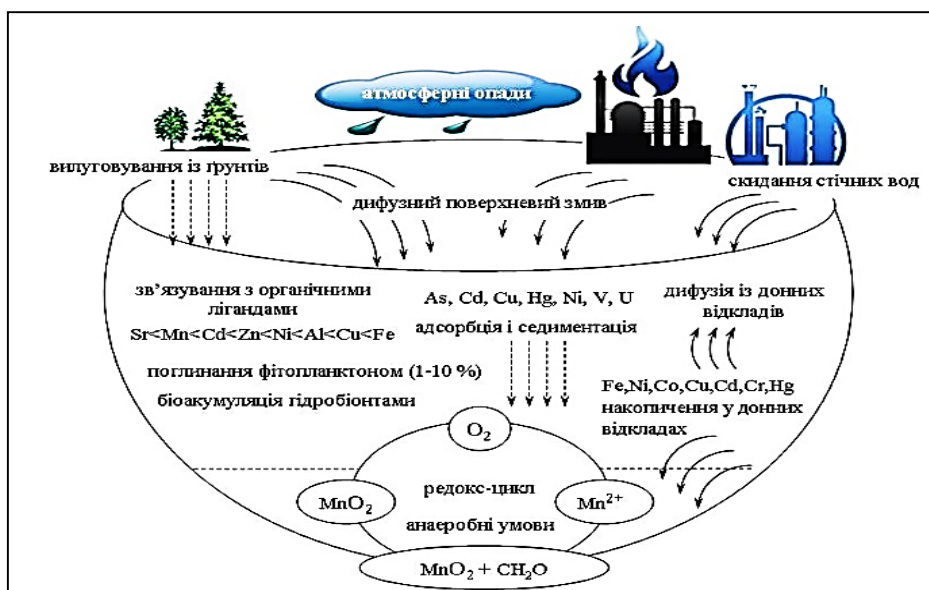 атмосферні опади
вилуговування із ґрунтів
скидання стічних вод
дифузний поверхневий змив
зв’язування з органічними
лігандами
Sr<Mn<Cd<Zn<Ni<Al<Cu<Fe
As, Cd, Cu, Hg, Ni, V, U
адсорбція і седиментація
дифузія із донних
відкладів
поглинання фітопланктоном (1-10 %)
біоакумуляція гідробіонтами
Fe,Ni,Co,Cu,Cd,Cr,Hg
накопичення у донних
відкладах
O₂
MnO₂
редокс-цикл
анаеробні умови
Mn²⁺
MnO₂ + CH₂O